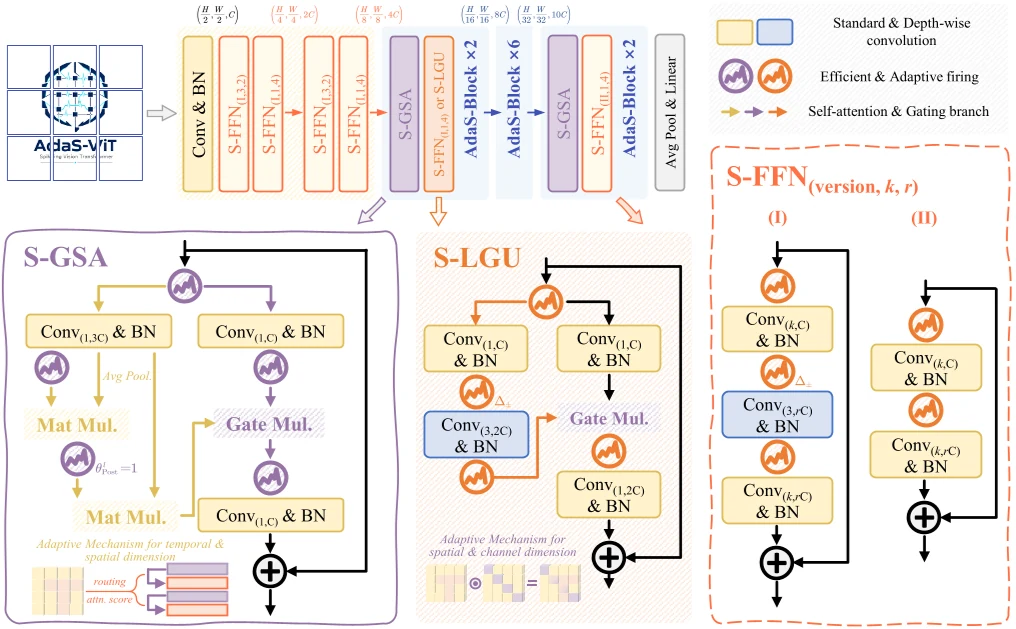 (H/2, W/2, C)
(H/4, W/4, 2C)
(H/8, W/8, 4C)
(H/16, W/16, 8C)
(H/32, W/32, 10C)
AdaS-ViT
Spiking Vision Transformer
Conv & BN
S-FFN(I,3,2)
S-FFN(I,1,4)
S-FFN(I,3,2)
S-FFN(I,1,4)
S-GSA
S-FFN(I,1,4) or S-LGU
AdaS-Block ×2
AdaS-Block ×6
S-GSA
S-FFN(II,1,4)
AdaS-Block ×2
Avg Pool & Linear
Standard & Depth-wise
convolution
Efficient & Adaptive firing
Self-attention & Gating branch
S-GSA
Conv(1,3C) & BN
Conv(1,C) & BN
Avg Pool.
Mat Mul.
Gate Mul.
θ^l_Post=1
Mat Mul.
Conv(1,C) & BN
Adaptive Mechanism for temporal &
spatial dimension
routing
attn. score
S-LGU
Conv(1,C)
& BN
Conv(1,C)
& BN
Δ±
Conv(3,2C)
& BN
Gate Mul.
Conv(1,2C)
& BN
Adaptive Mechanism for
spatial & channel dimension
=
S-FFN(version, k, r)
(I)
(II)
Conv(k,C)
& BN
Δ±
Conv(3,rC)
& BN
Conv(k,rC)
& BN
Conv(k,C)
& BN
Conv(k,rC)
& BN